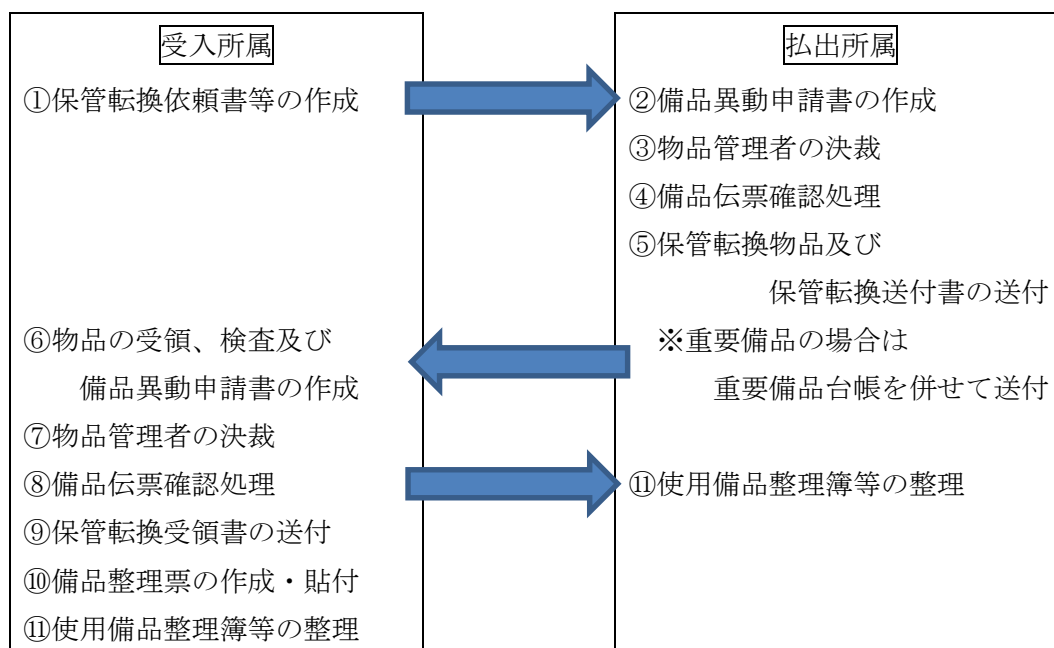 受入所属
①保管転換依頼書等の作成
⑥物品の受領、検査及び
備品異動申請書の作成
⑦物品管理者の決裁
⑧備品伝票確認処理
⑨保管転換受領書の送付
⑩備品整理票の作成・貼付
⑪使用備品整理簿等の整理
払出所属
②備品異動申請書の作成
③物品管理者の決裁
④備品伝票確認処理
⑤保管転換物品及び
保管転換送付書の送付
※重要備品の場合は
重要備品台帳を併せて送付
⑪使用備品整理簿等の整理